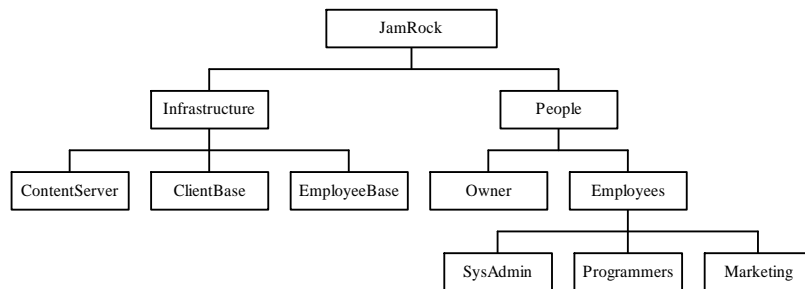 JamRock
Infrastructure
People
ContentServer
ClientBase
EmployeeBase
Owner
Employees
SysAdmin
Programmers
Marketing